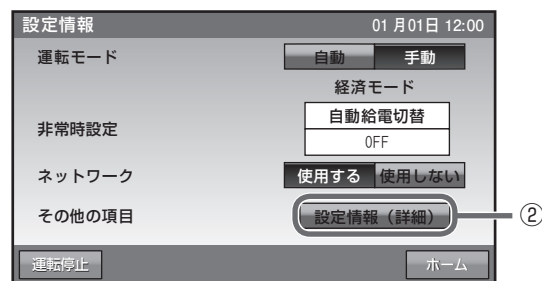 設定情報 01月01日 12:00
運転モード 自動 手動
経済モード
非常時設定 自動給電切替
OFF
ネットワーク 使用する 使用しない
その他の項目 設定情報（詳細） ②
運転停止 ホーム